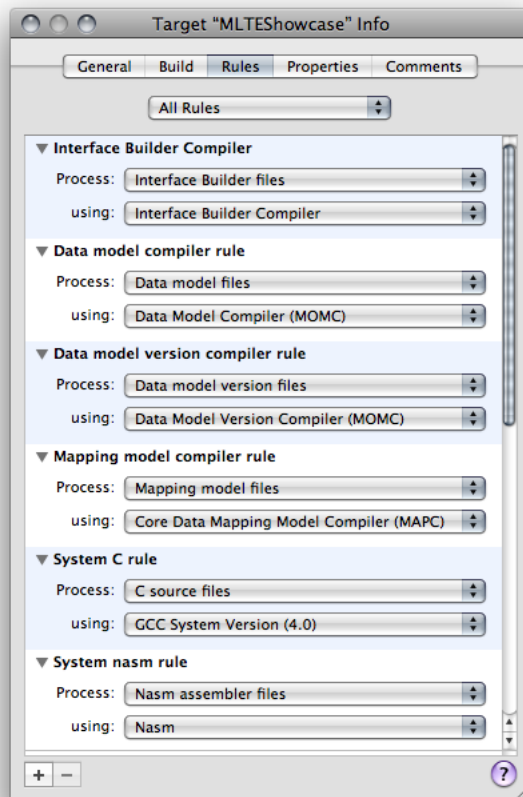 Target “MLTEShowcase” Info
General Build Rules Properties Comments
All Rules
Interface Builder Compiler
Process: Interface Builder files
using: Interface Builder Compiler
Data model compiler rule
Process: Data model files
using: Data Model Compiler (MOMC)
Data model version compiler rule
Process: Data model version files
using: Data Model Version Compiler (MOMC)
Mapping model compiler rule
Process: Mapping model files
using: Core Data Mapping Model Compiler (MAPC)
System C rule
Process: C source files
using: GCC System Version (4.0)
System nasm rule
Process: Nasm assembler files
using: Nasm
+ − ?